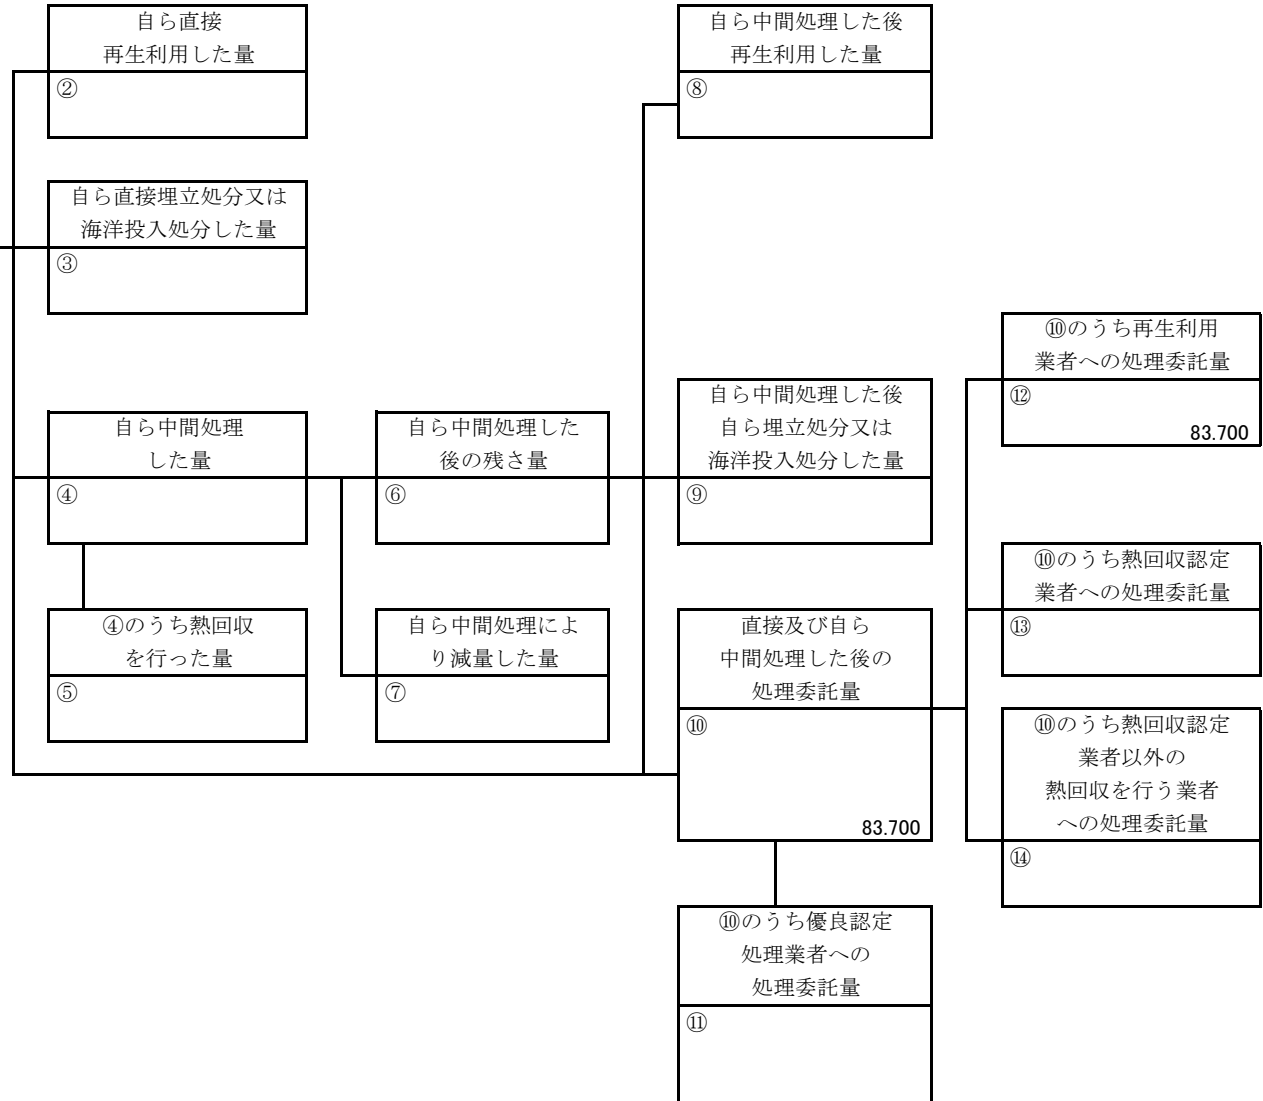 自ら直接
再生利用した量
②
自ら中間処理した後
再生利用した量
⑧
自ら直接埋立処分又は
海洋投入処分した量
③
⑩のうち再生利用
業者への処理委託量
⑫
83.700
自ら中間処理
した量
④
自ら中間処理した
後の残さ量
⑥
自ら中間処理した後
自ら埋立処分又は
海洋投入処分した量
⑨
⑩のうち熱回収認定
業者への処理委託量
⑬
④のうち熱回収
を行った量
⑤
自ら中間処理によ
り減量した量
⑦
直接及び自ら
中間処理した後の
処理委託量
⑩
83.700
⑩のうち熱回収認定
業者以外の
熱回収を行う業者
への処理委託量
⑭
⑩のうち優良認定
処理業者への
処理委託量
⑪